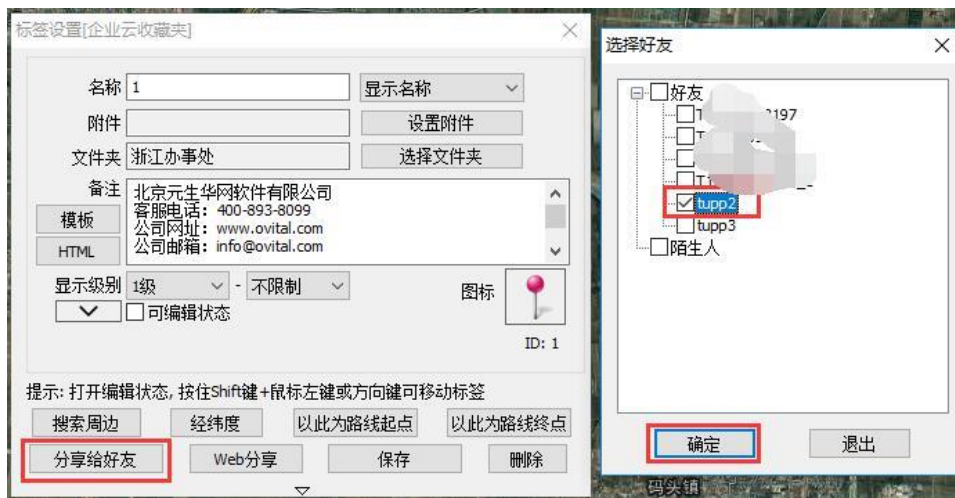 标签设置[企业云收藏夹]
名称 1 显示名称
附件 设置附件
文件夹 浙江办事处 选择文件夹
备注 北京元生华网软件有限公司
客服电话：400-893-8099
模板
公司网址：www.ovital.com
HTML
公司邮箱：info@ovital.com
显示级别 1级 - 不限制 图标
可编辑状态
ID: 1
提示: 打开编辑状态, 按住Shift键+鼠标左键或方向键可移动标签
搜索周边 经纬度 以此为路线起点 以此为路线终点
分享给好友 Web分享 保存 删除
选择好友
好友
tupp2
tupp3
陌生人
确定 退出
码头镇